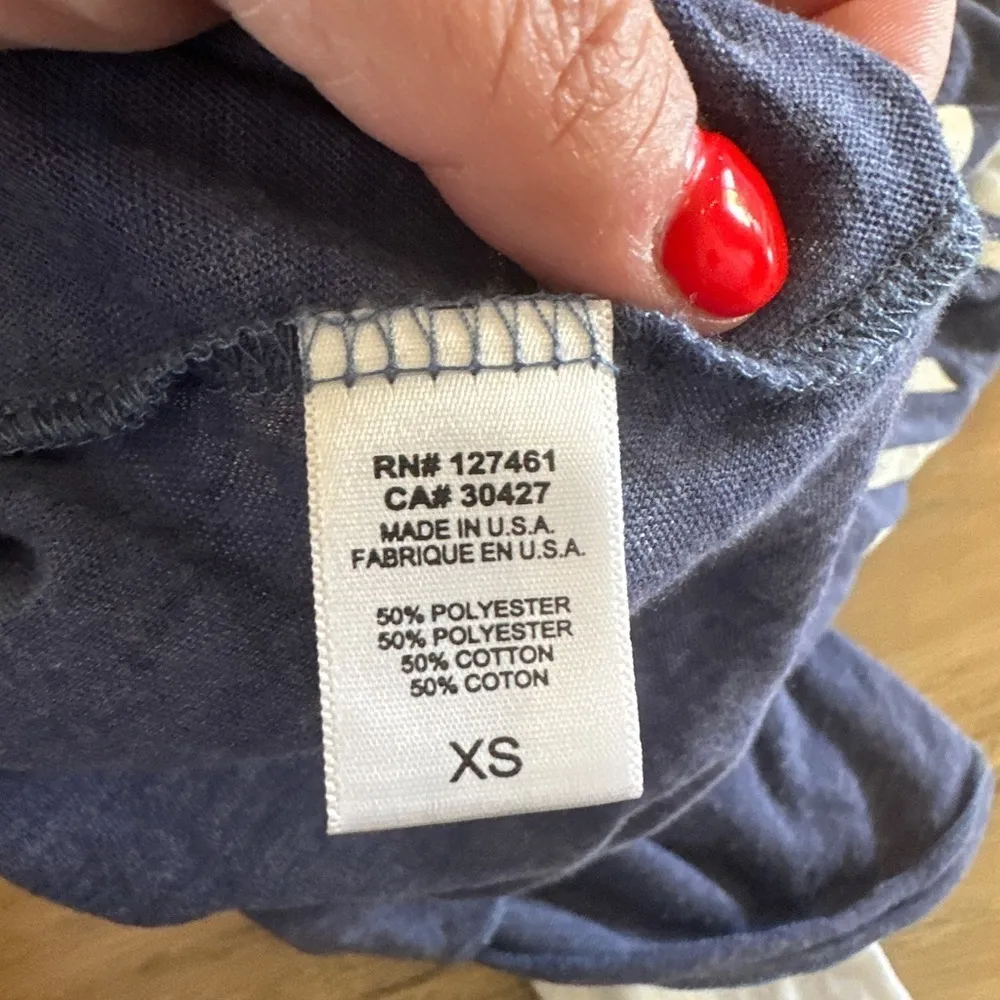 RN# 127461
CA# 30427
MADE IN U.S.A.
FABRIQUE EN U.S.A.
50% POLYESTER
50% POLYESTER
50% COTTON
50% COTON
XS